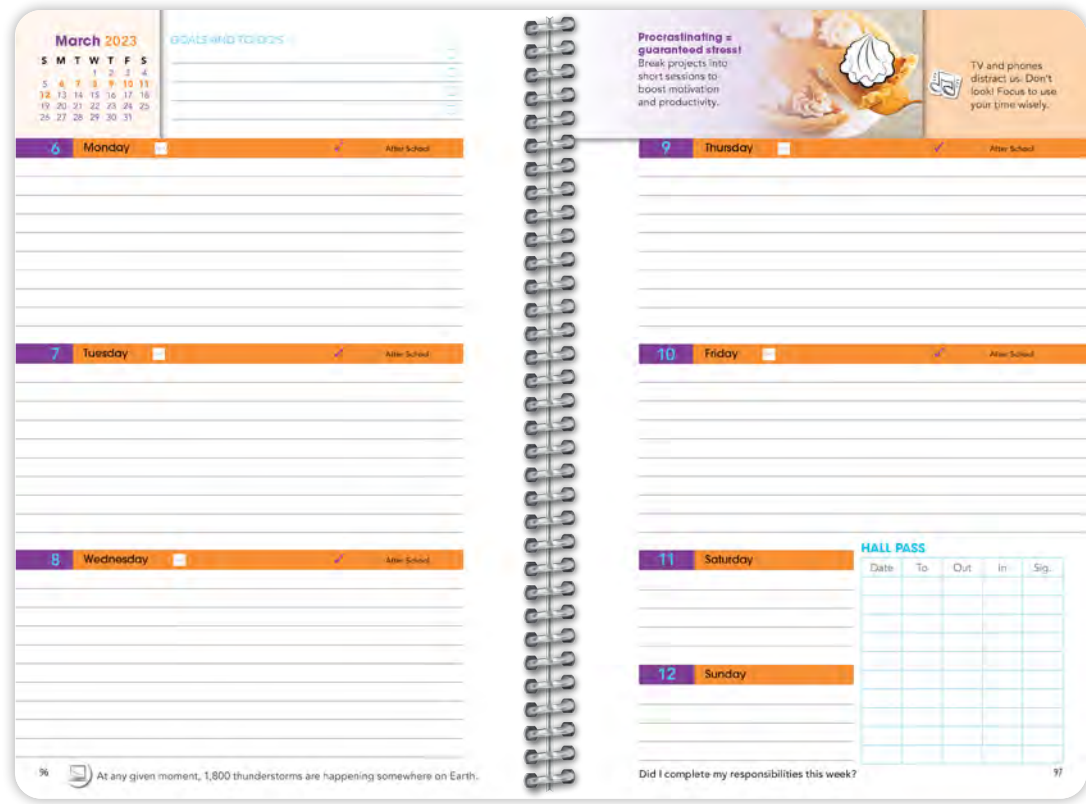 March 2023
GOALS AND TO-DO'S
S M T W T F S
1 2 3 4
5 6 7 8 9 10 11
12 13 14 15 16 17 18
19 20 21 22 23 24 25
26 27 28 29 30 31
6 Monday After School
7 Tuesday After School
8 Wednesday After School
96
At any given moment, 1,800 thunderstorms are happening somewhere on Earth.
Procrastinating =
guaranteed stress!
Break projects into
short sessions to
boost motivation
and productivity.
TV and phones
distract us. Don't
look! Focus to use
your time wisely.
9 Thursday After School
10 Friday After School
11 Saturday
12 Sunday
HALL PASS
Date To Out In Sig.
Did I complete my responsibilities this week?
97